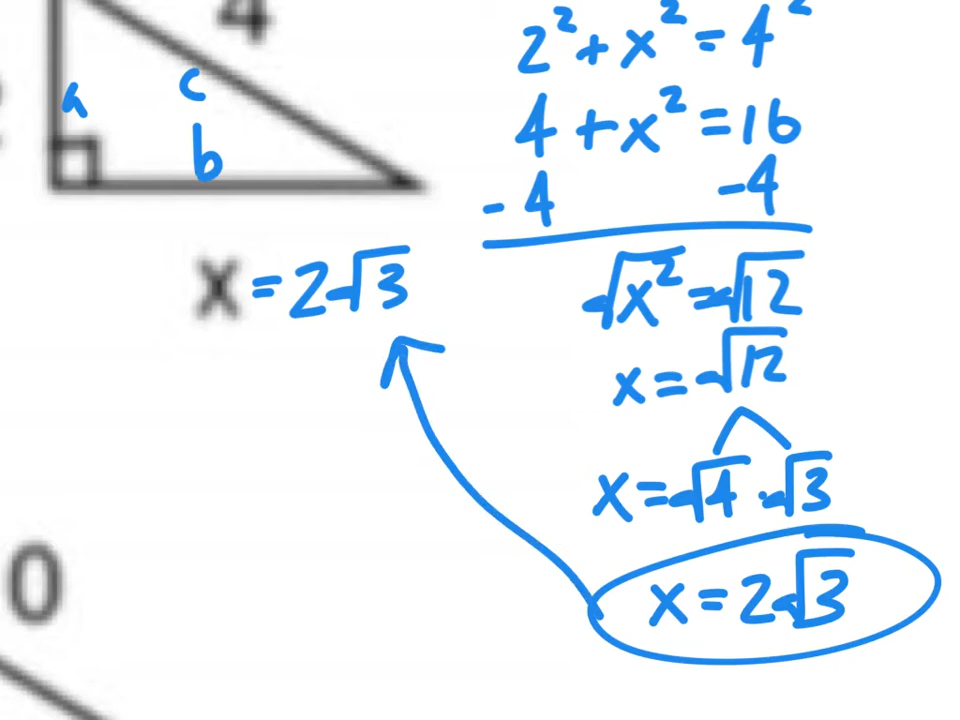 4
c
a
b
2² + x² = 4²
4 + x² = 16
- 4 -4
√x² = √12
x = 2√3
x = √12
x = √4 · √3
x = 2√3
0